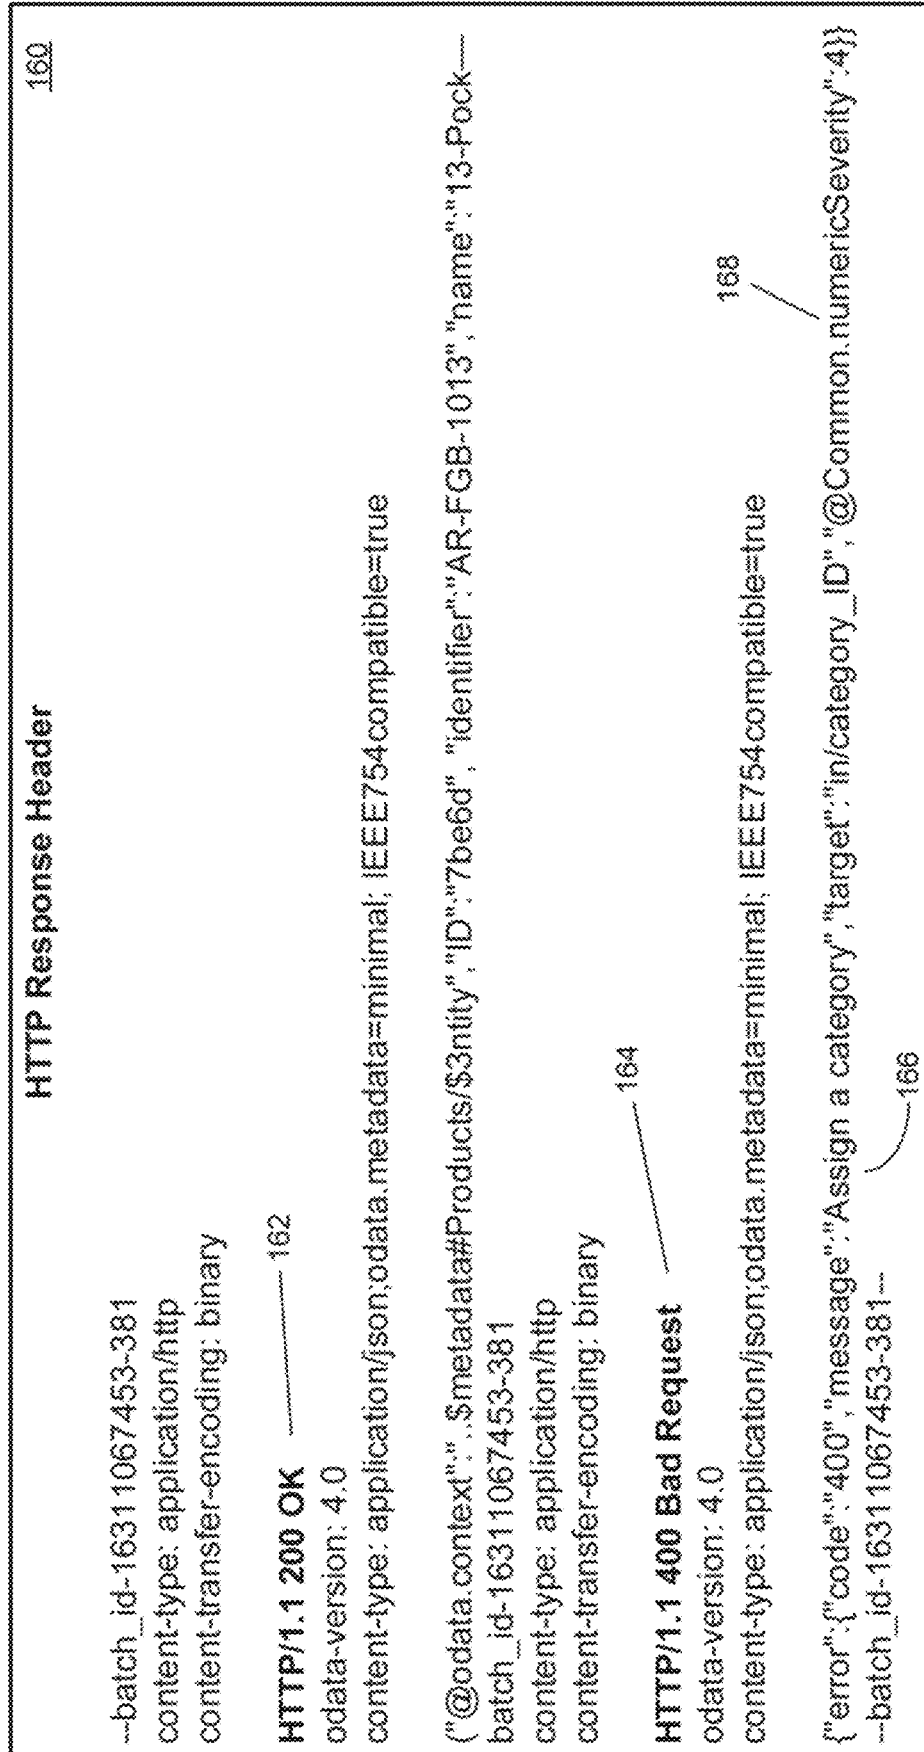 HTTP Response Header
160
--batch_id-16311067453-381
content-type: application/http
content-transfer-encoding: binary
HTTP/1.1 200 OK
162
odata-version: 4.0
content-type: application/json;odata.metadata=minimal; IEEE754compatible=true
("@odata.context":"..$metadata#Products/$3ntity","ID":"7be6d", "identifier":"AR-FGB-1013","name":"13-Pock---
batch_id-16311067453-381
content-type: application/http
content-transfer-encoding: binary
164
HTTP/1.1 400 Bad Request
odata-version: 4.0
content-type: application/json;odata.metadata=minimal; IEEE754compatible=true
168
{"error":{"code":"400","message":"Assign a category","target":"in/category_ID","@Common.numericSeverity":4}}
--batch_id-16311067453-381--
166